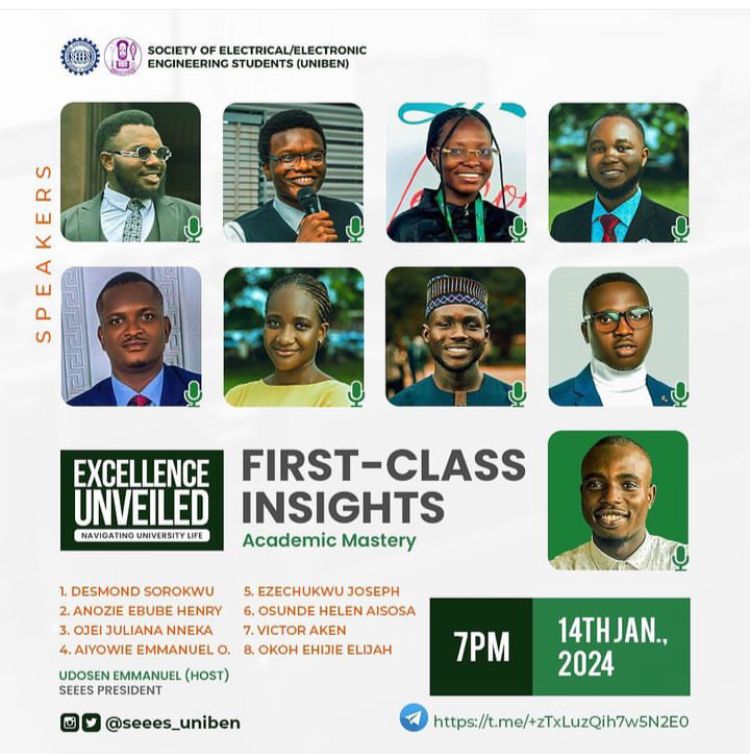 SOCIETY OF ELECTRICAL/ELECTRONIC
ENGINEERING STUDENTS (UNIBEN)
SPEAKERS
EXCELLENCE
UNVEILED
NAVIGATING UNIVERSITY LIFE
FIRST-CLASS
INSIGHTS
Academic Mastery
1. DESMOND SOROKWU
2. ANOZIE EBUBE HENRY
3. OJEI JULIANA NNEKA
4. AIYOWIE EMMANUEL O.
5. EZECHUKWU JOSEPH
6. OSUNDE HELEN AISOSA
7. VICTOR AKEN
8. OKOH EHIJIE ELIJAH
UDOSEN EMMANUEL (HOST)
SEEES PRESIDENT
7PM
14TH JAN.,
2024
@seees_uniben
https://t.me/+zTxLuzQih7w5N2E0